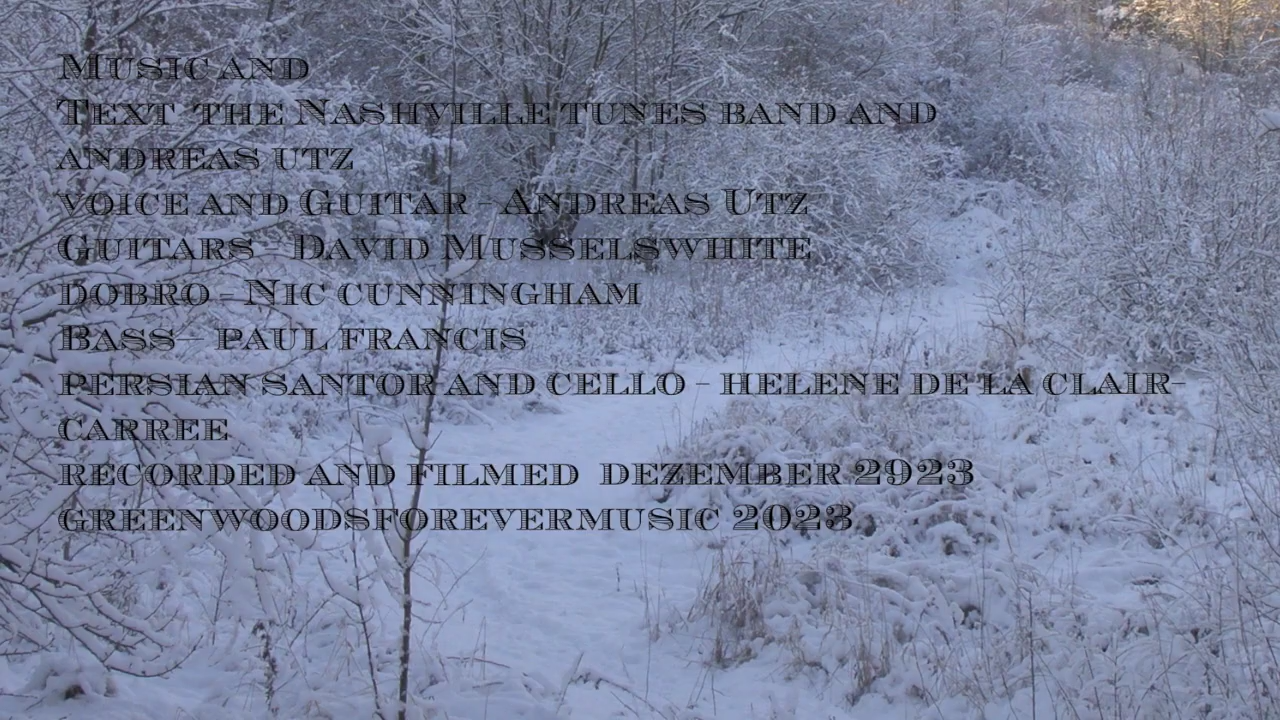 Music and
Text the Nashville tunes band and
andreas utz
voice and Guitar - Andreas Utz
Guitars - David Musselswhite
dobro - Nic cunningham
Bass- paul francis
persian santor and cello - helene de la clair-
carree
recorded and filmed dezember 2923
greenwoodsforevermusic 2023